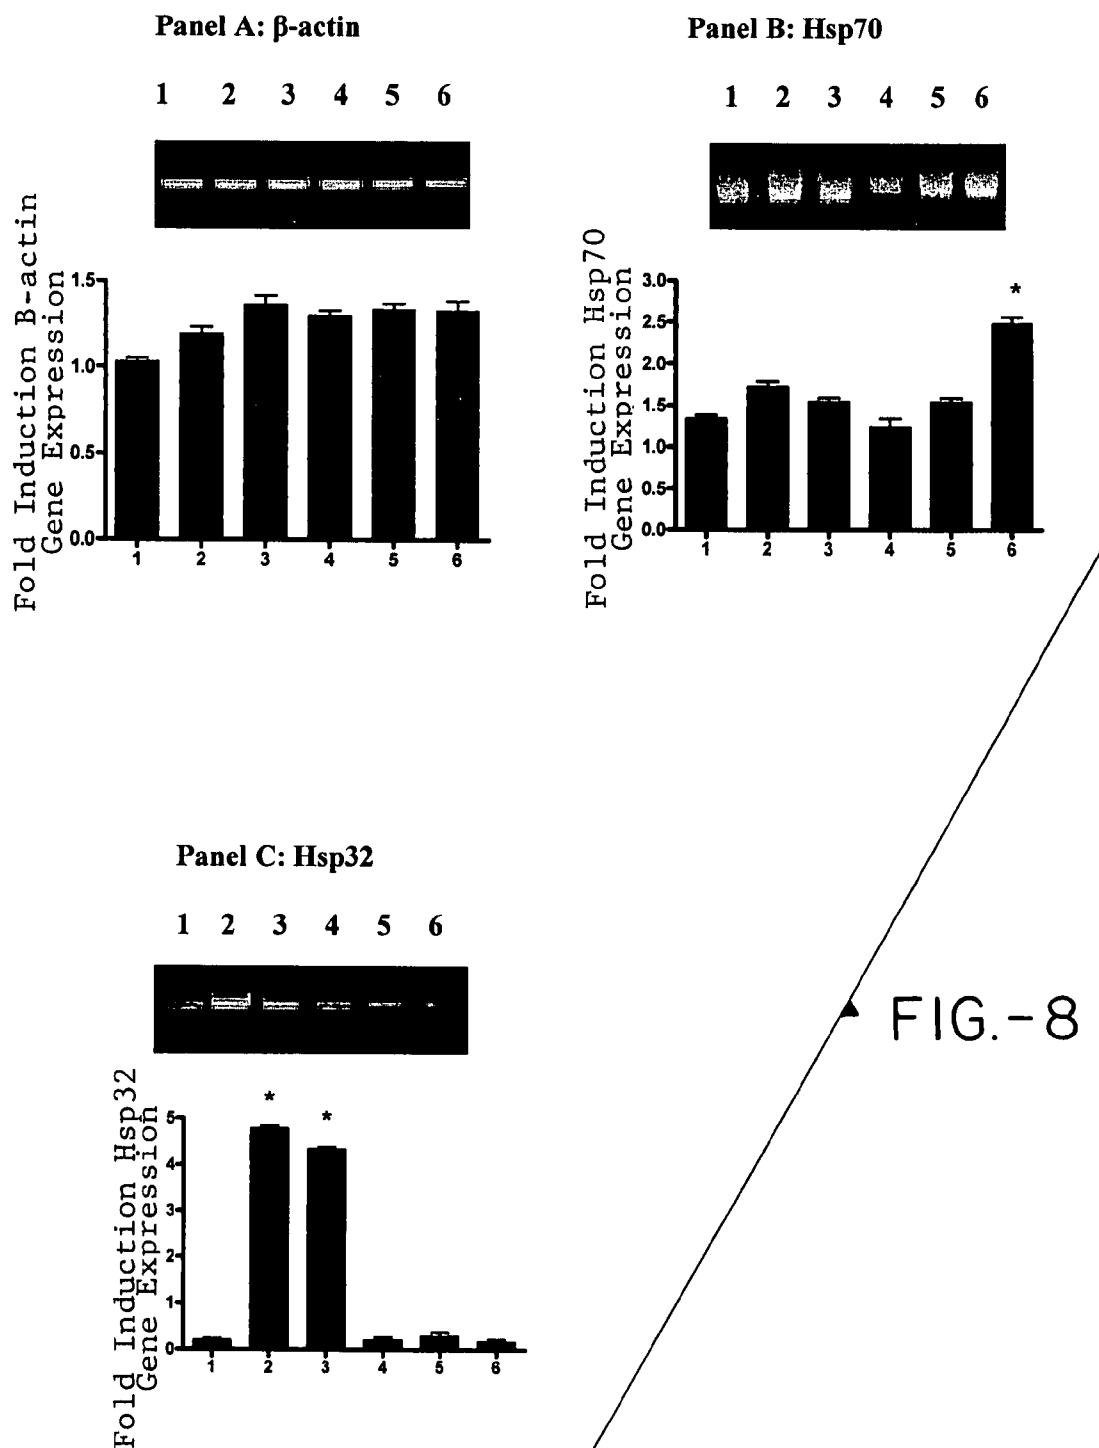 Panel A: β-actin
1 2 3 4 5 6
Fold Induction B-actin
Gene Expression
1.5
1.0
0.5
0.0
1 2 3 4 5 6
Panel B: Hsp70
1 2 3 4 5 6
Fold Induction Hsp70
Gene Expression
3.0
2.5
2.0
1.5
1.0
0.5
0.0
*
1 2 3 4 5 6
Panel C: Hsp32
1 2 3 4 5 6
Fold Induction Hsp32
Gene Expression
5
4
3
2
1
0
* *
1 2 3 4 5 6
FIG.-8